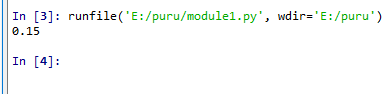 In [3]: runfile('E:/puru/module1.py', wdir='E:/puru')
0.15
In [4]: